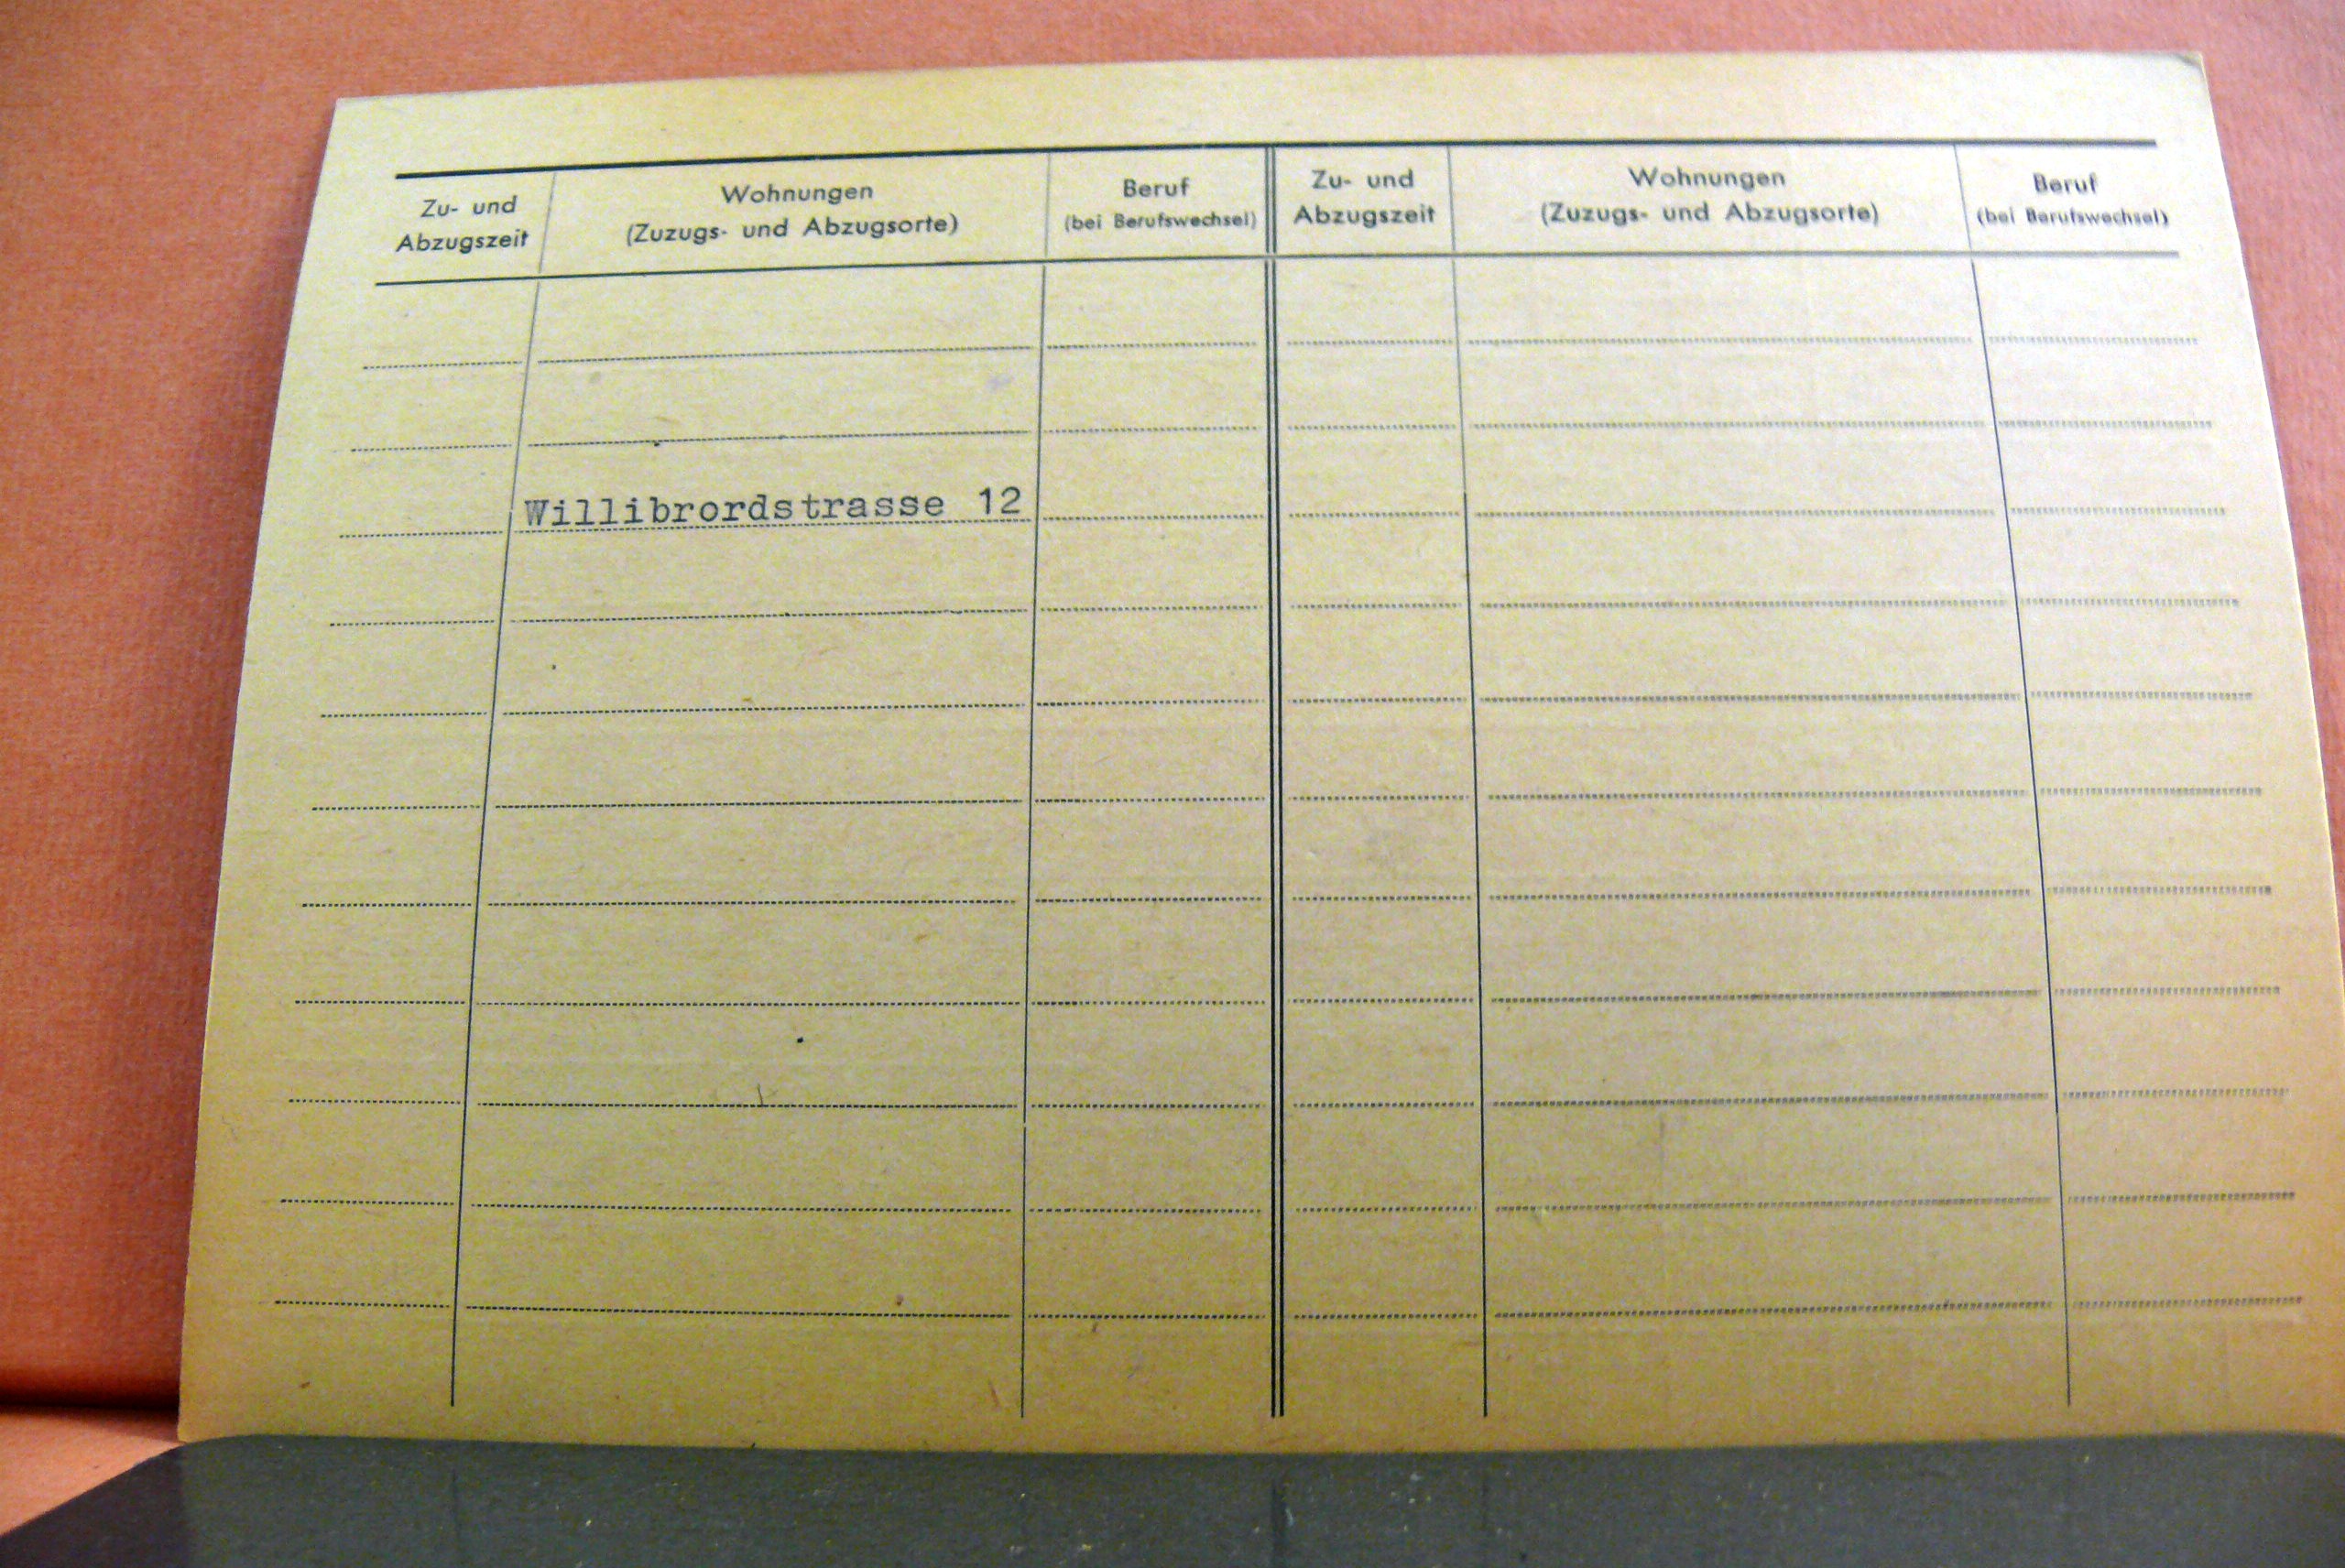 Zu- und
Abzugszeit
Wohnungen
(Zuzugs- und Abzugsorte)
Beruf
(bei Berufswechsel)
Zu- und
Abzugszeit
Wohnungen
(Zuzugs- und Abzugsorte)
Beruf
(bei Berufswechsel)
Willibrordstrasse 12